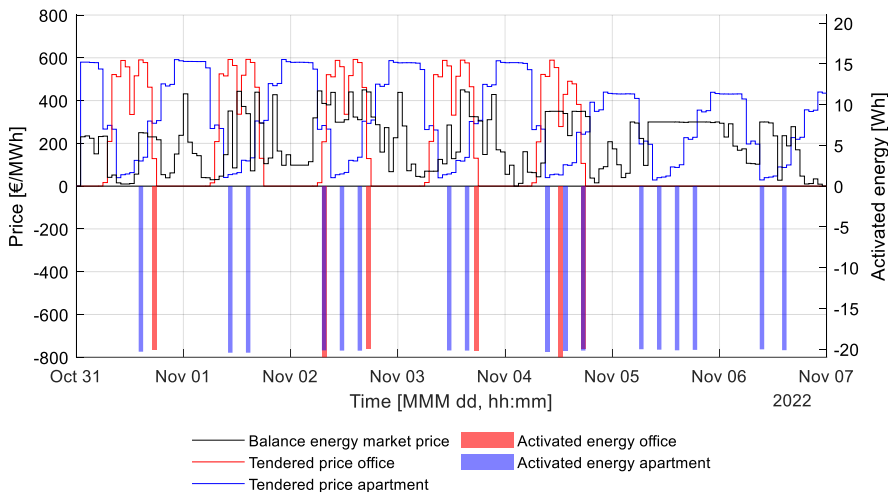 800
600
400
200
0
-200
-400
-600
-800
Price [€/MWh]
20
15
10
5
0
-5
-10
-15
-20
Activated energy [Wh]
Oct 31 Nov 01 Nov 02 Nov 03 Nov 04 Nov 05 Nov 06 Nov 07
Time [MMM dd, hh:mm]
2022
Balance energy market price
Tendered price office
Tendered price apartment
Activated energy office
Activated energy apartment